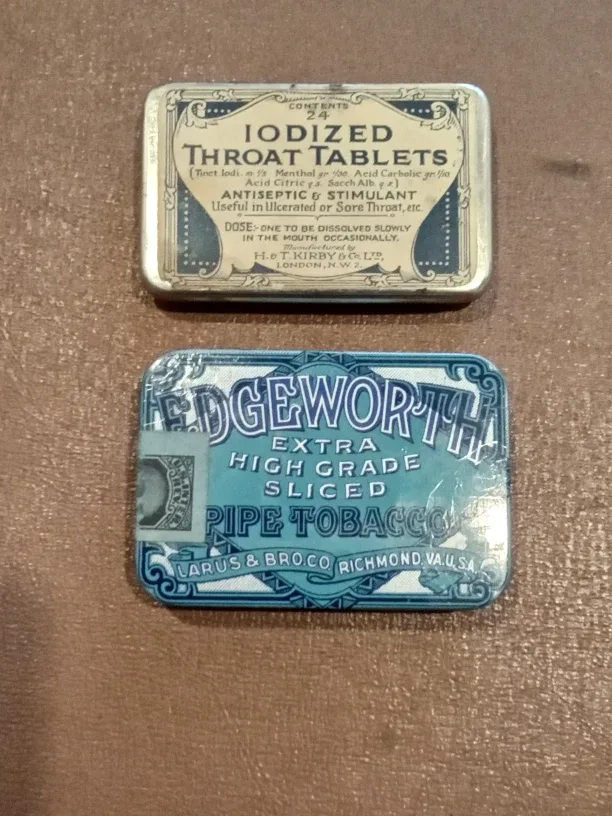 CONTENTS
24
IODIZED
THROAT TABLETS
(Tinct Iodi. m 1/3 Menthol gr 1/00. Acid Carbolic gr. 1/10
Acid Citric q.s. Sacch Alb. q.s)
ANTISEPTIC & STIMULANT
Useful in Ulcerated or Sore Throat, etc.
DOSE:- ONE TO BE DISSOLVED SLOWLY
IN THE MOUTH OCCASIONALLY.
Manufactured by
H. & T. KIRBY & Co. LTD.
LONDON, N.W. 2.
EDGEWORTH
EXTRA
HIGH GRADE
SLICED
PIPE TOBACCO
LARUS & BRO. CO. RICHMOND, VA. U.S.A.